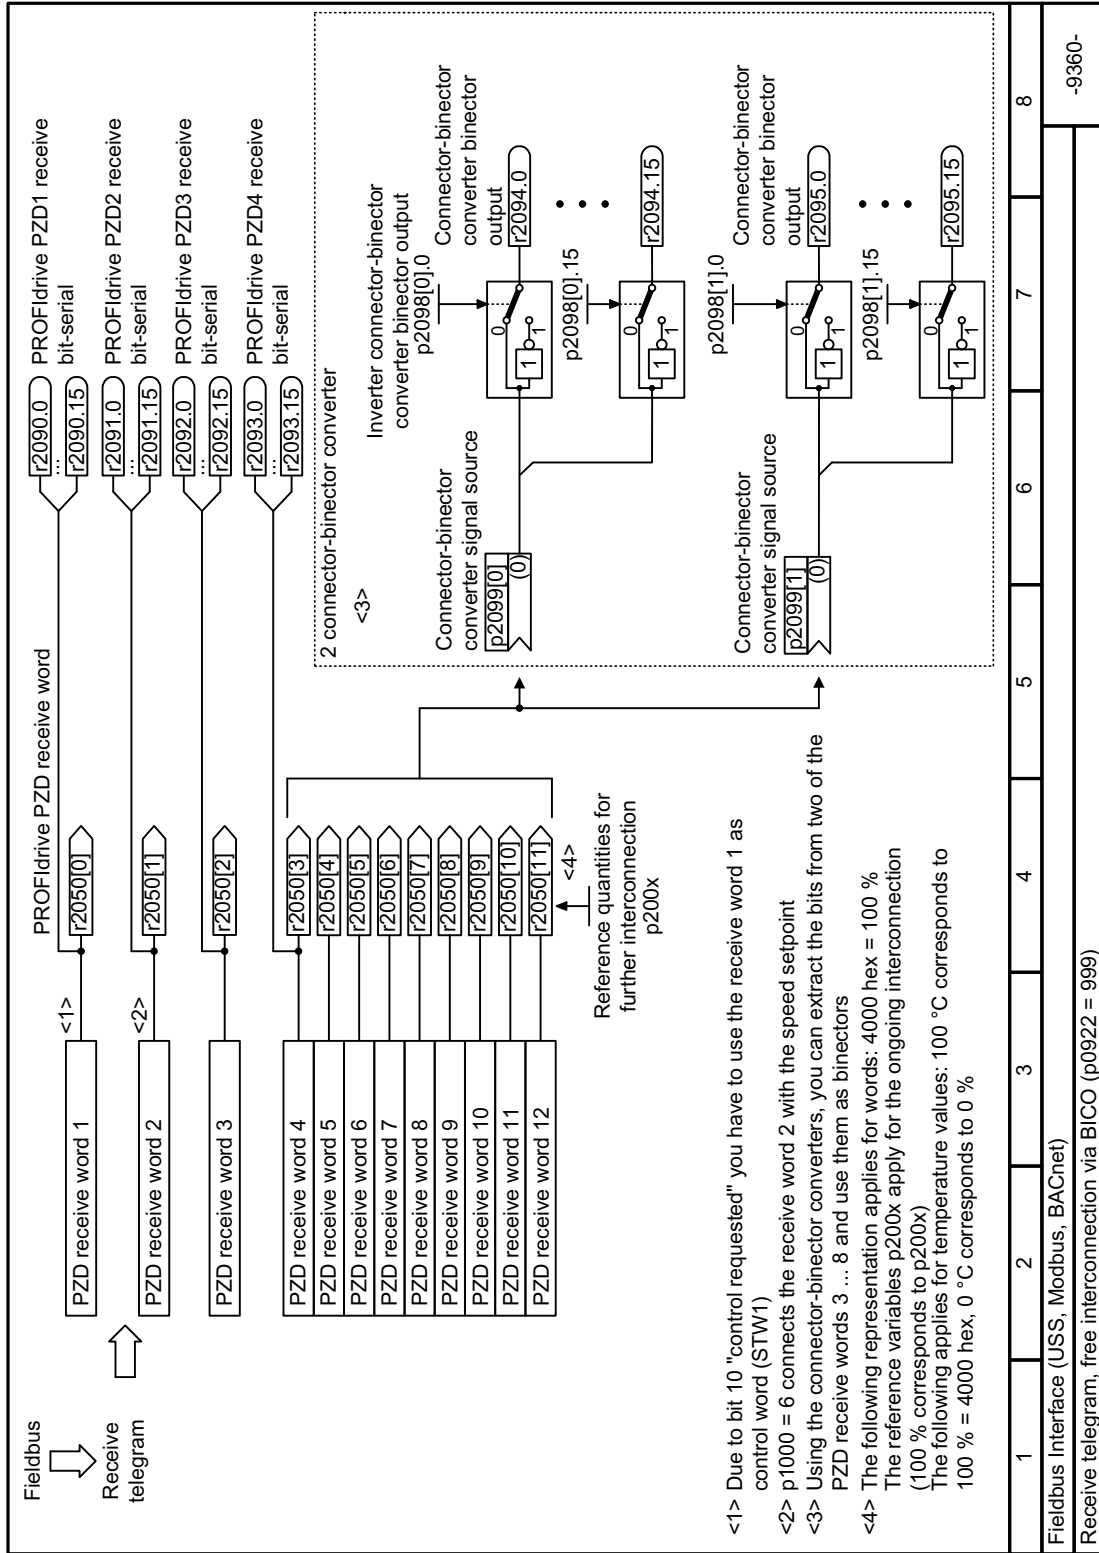 Fieldbus
Receive
telegram
PROFIdrive PZD receive word
PZD receive word 1
<1>
r2050[0]
PZD receive word 2
<2>
r2050[1]
PZD receive word 3
r2050[2]
PZD receive word 4
r2050[3]
PZD receive word 5
r2050[4]
PZD receive word 6
r2050[5]
PZD receive word 7
r2050[6]
PZD receive word 8
r2050[7]
PZD receive word 9
r2050[8]
PZD receive word 10
r2050[9]
PZD receive word 11
r2050[10]
PZD receive word 12
r2050[11]
<4>
Reference quantities for
further interconnection
p200x
r2090.0
...
r2090.15
PROFIdrive PZD1 receive
bit-serial
r2091.0
...
r2091.15
PROFIdrive PZD2 receive
bit-serial
r2092.0
...
r2092.15
PROFIdrive PZD3 receive
bit-serial
r2093.0
...
r2093.15
PROFIdrive PZD4 receive
bit-serial
2 connector-binector converter
<3>
Inverter connector-binector
converter binector output
p2098[0].0
Connector-binector
converter signal source
p2099[0]
(0)
0
1
1
Connector-binector
converter binector
output
r2094.0
p2098[0].15
0
1
1
r2094.15
p2098[1].0
Connector-binector
converter signal source
p2099[1]
(0)
0
1
1
Connector-binector
converter binector
output
r2095.0
p2098[1].15
0
1
1
r2095.15
<1> Due to bit 10 "control requested" you have to use the receive word 1 as
control word (STW1)
<2> p1000 = 6 connects the receive word 2 with the speed setpoint
<3> Using the connector-binector converters, you can extract the bits from two of the
PZD receive words 3 ... 8 and use them as binectors
<4> The following representation applies for words: 4000 hex = 100 %
The reference variables p200x apply for the ongoing interconnection
(100 % corresponds to p200x)
The following applies for temperature values: 100 °C corresponds to
100 % = 4000 hex, 0 °C corresponds to 0 %
1
2
3
4
5
6
7
8
Fieldbus Interface (USS, Modbus, BACnet)
Receive telegram, free interconnection via BICO (p0922 = 999)
-9360-